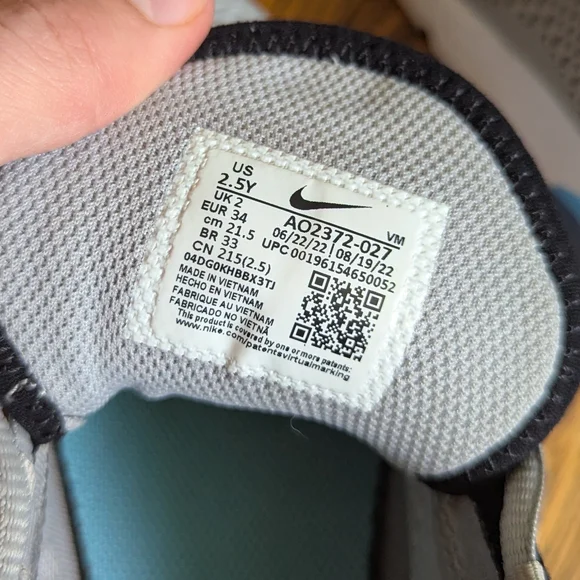 US
2.5Y
UK 2
EUR 34
cm 21.5
BR 33
CN 215(2.5)
AO2372-027 VM
06/22/22 | 08/19/22
UPC 00196154650052
04DG0KHBBX3TJ
MADE IN VIETNAM
HECHO EN VIETNAM
FABRIQUE AU VIETNAM
FABRICADO NO VIETNÃ
This product is covered by one or more patents:
www.nike.com/patentsvirtualmarking